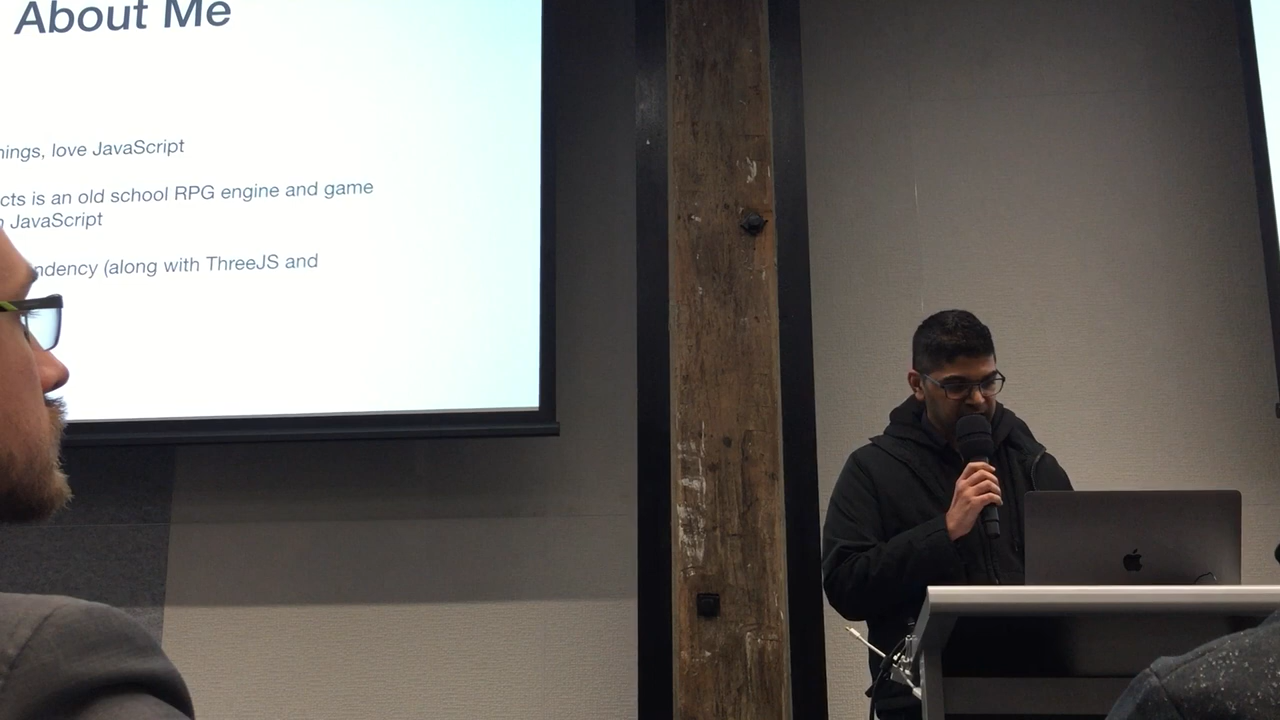 About Me
hings, love JavaScript
cts is an old school RPG engine and game
JavaScript
ndency (along with ThreeJS and